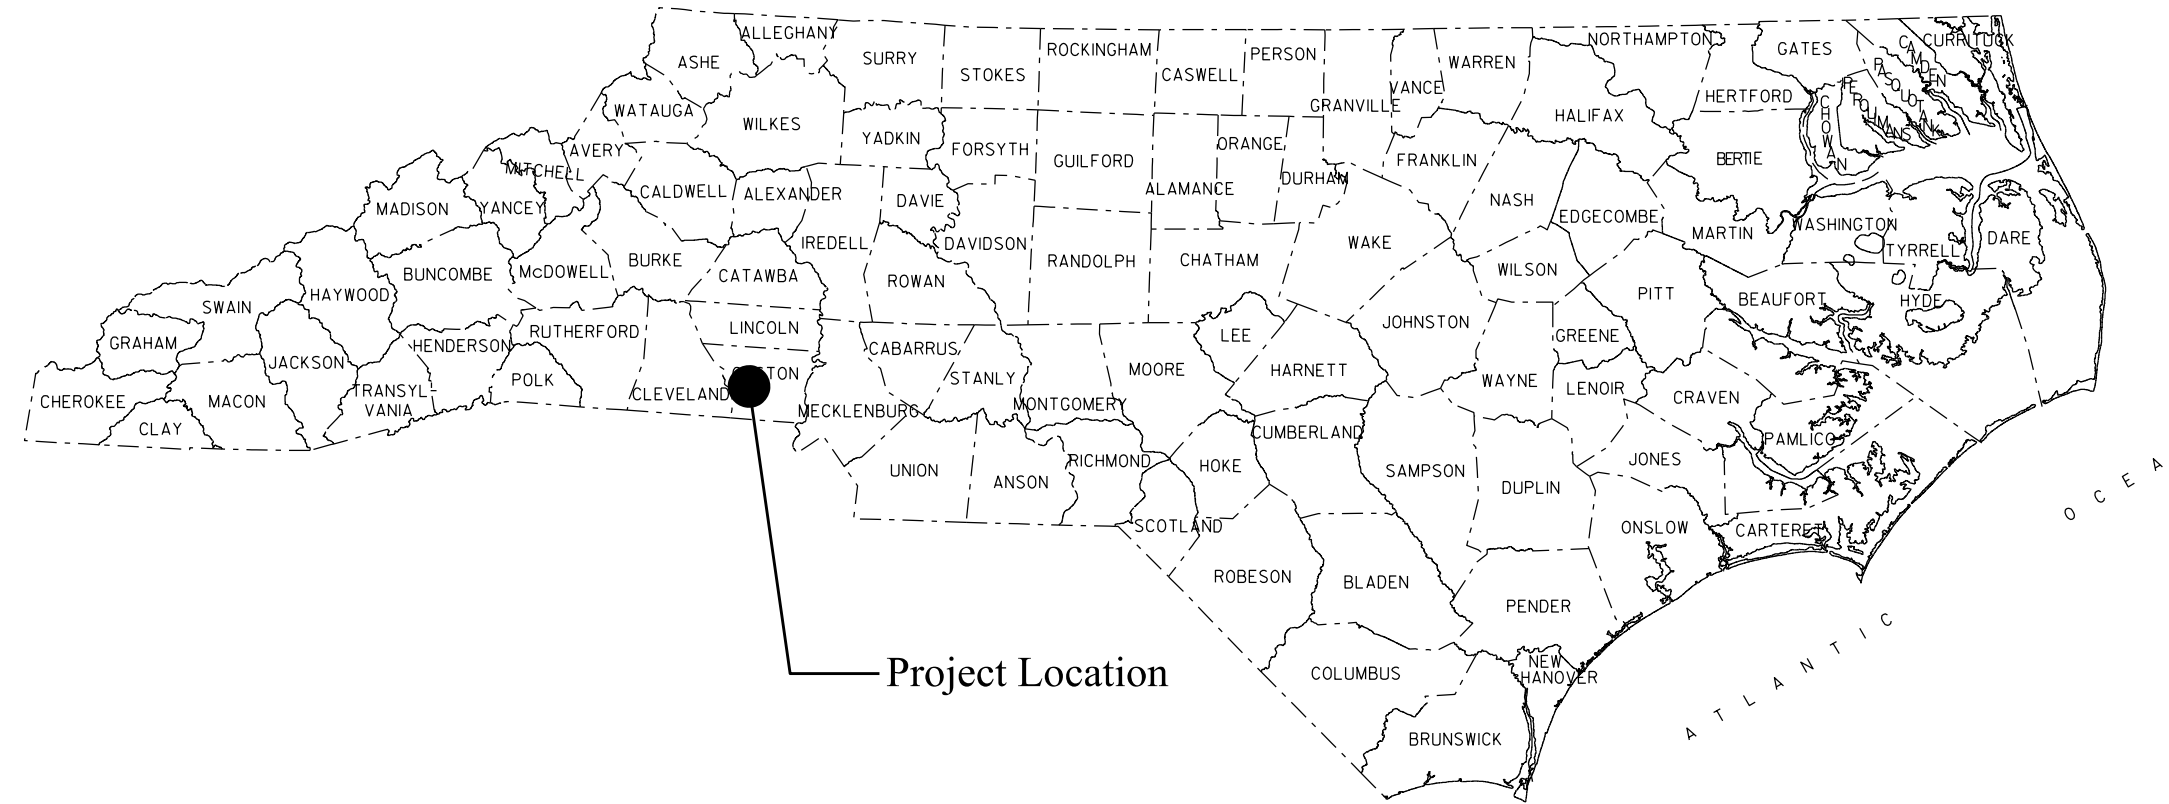 ALLEGHANY
ASHE
SURRY
STOKES
ROCKINGHAM
CASWELL
PERSON
GRANVILLE
VANCE
WARREN
NORTHAMPTON
GATES
CAMDEN
CURRITUCK
PASQUOTANK
PERQUIMANS
CHOWAN
HERTFORD
HALIFAX
WATAUGA
WILKES
YADKIN
FORSYTH
GUILFORD
ALAMANCE
ORANGE
DURHAM
FRANKLIN
BERTIE
AVERY
MITCHELL
CALDWELL
ALEXANDER
DAVIE
NASH
EDGECOMBE
MARTIN
WASHINGTON
TYRRELL
DARE
MADISON
YANCEY
IREDELL
DAVIDSON
RANDOLPH
CHATHAM
WAKE
WILSON
BUNCOMBE
McDOWELL
BURKE
CATAWBA
ROWAN
PITT
BEAUFORT
HYDE
SWAIN
HAYWOOD
RUTHERFORD
LINCOLN
CABARRUS
LEE
JOHNSTON
GREENE
GRAHAM
JACKSON
HENDERSON
POLK
STANLY
MOORE
HARNETT
WAYNE
LENOIR
CRAVEN
CHEROKEE
MACON
TRANSYL-
VANIA
CLEVELAND
MECKLENBURG
MONTGOMERY
CLAY
CUMBERLAND
PAMLICO
UNION
ANSON
RICHMOND
HOKE
SAMPSON
DUPLIN
JONES
SCOTLAND
ONSLOW
CARTERET
ROBESON
BLADEN
PENDER
COLUMBUS
NEW
HANOVER
BRUNSWICK
Project Location
ATLANTIC
OCEA